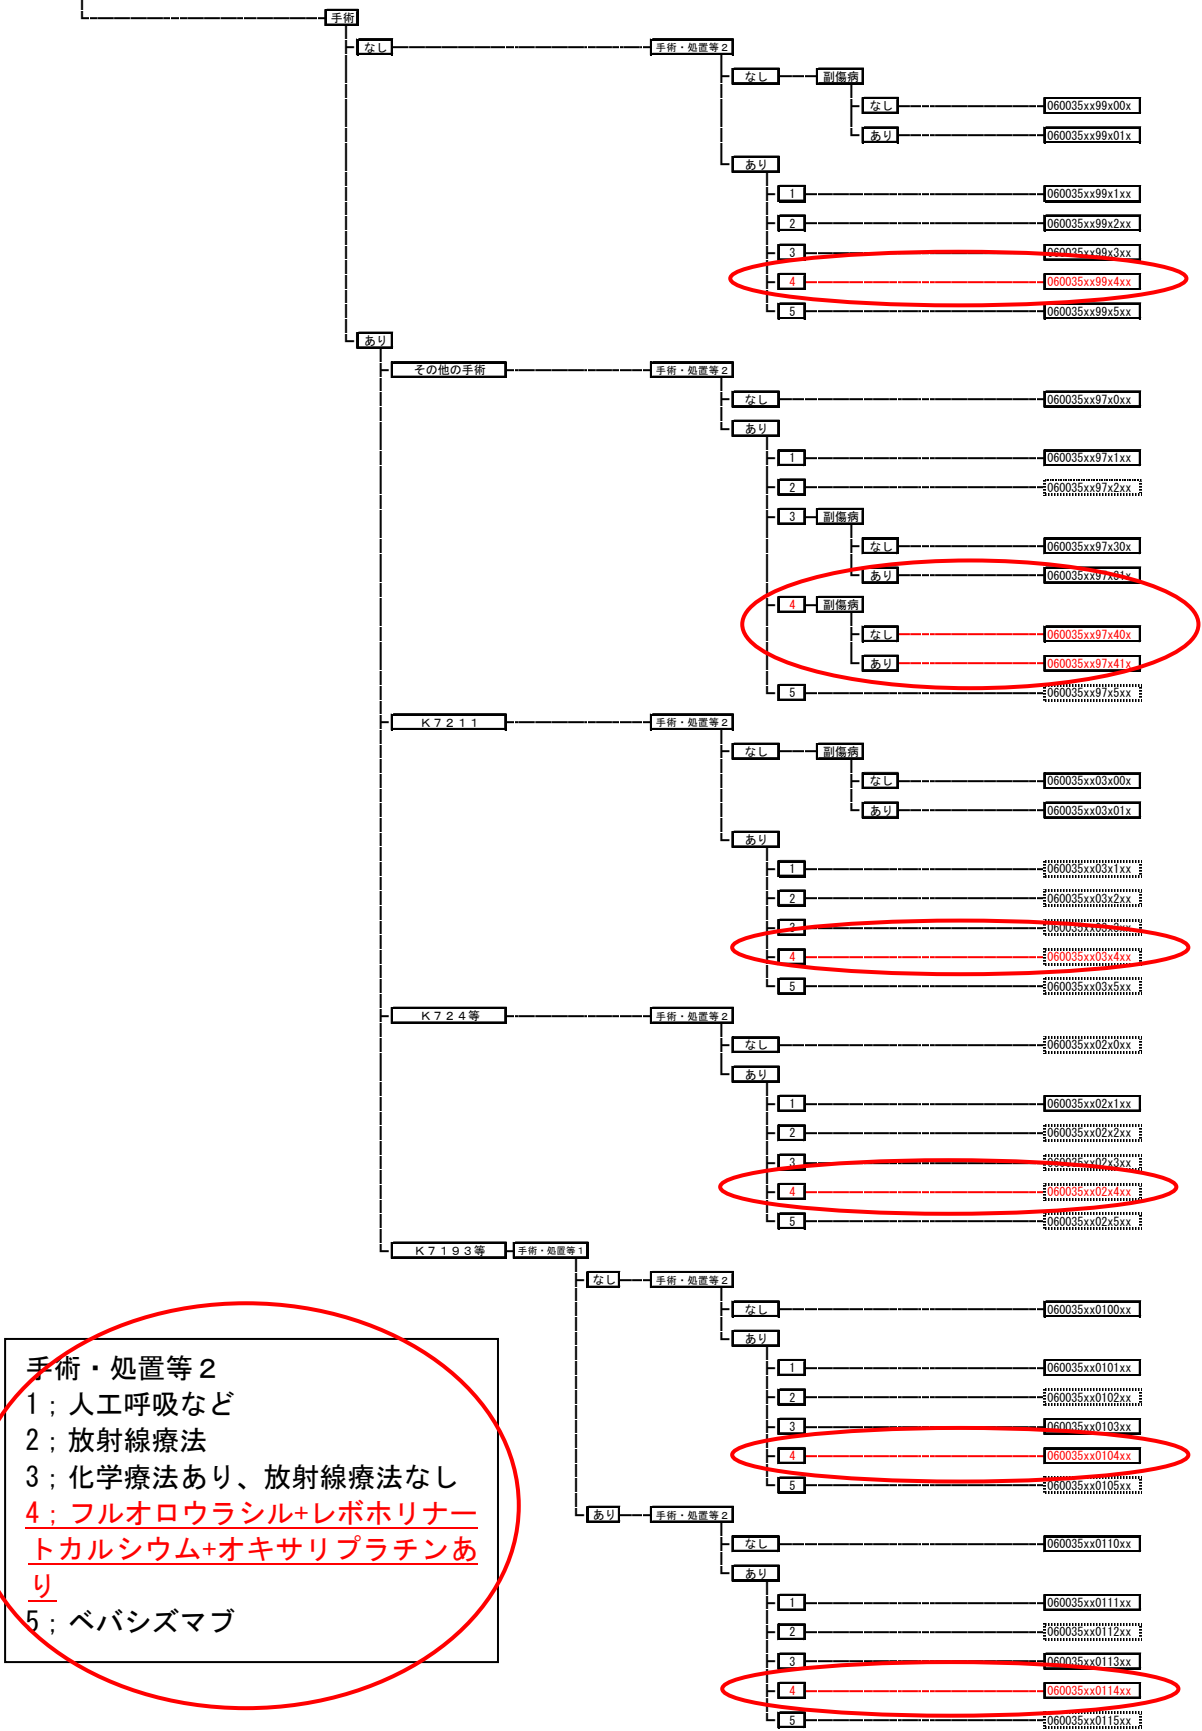 手術
なし 手術・処置等２
なし 副傷病
なし 060035xx99x00x
あり 060035xx99x01x
あり
1 060035xx99x1xx
2 060035xx99x2xx
3 060035xx99x3xx
4 060035xx99x4xx
5 060035xx99x5xx
あり
その他の手術 手術・処置等２
なし 060035xx97x0xx
あり
1 060035xx97x1xx
2 060035xx97x2xx
3 副傷病
なし 060035xx97x30x
あり 060035xx97x31x
4 副傷病
なし 060035xx97x40x
あり 060035xx97x41x
5 060035xx97x5xx
Ｋ７２１１ 手術・処置等２
なし 副傷病
なし 060035xx03x00x
あり 060035xx03x01x
あり
1 060035xx03x1xx
2 060035xx03x2xx
3 060035xx03x3xx
4 060035xx03x4xx
5 060035xx03x5xx
Ｋ７２４等 手術・処置等２
なし 060035xx02x0xx
あり
1 060035xx02x1xx
2 060035xx02x2xx
3 060035xx02x3xx
4 060035xx02x4xx
5 060035xx02x5xx
Ｋ７１９３等 手術・処置等１
なし 手術・処置等２
なし 060035xx0100xx
あり
1 060035xx0101xx
2 060035xx0102xx
3 060035xx0103xx
4 060035xx0104xx
5 060035xx0105xx
あり 手術・処置等２
なし 060035xx0110xx
あり
1 060035xx0111xx
2 060035xx0112xx
3 060035xx0113xx
4 060035xx0114xx
5 060035xx0115xx
手術・処置等２
1；人工呼吸など
2；放射線療法
3；化学療法あり、放射線療法なし
4；フルオロウラシル+レボホリナー
トカルシウム+オキサリプラチンあ
り
5；ベバシズマブ